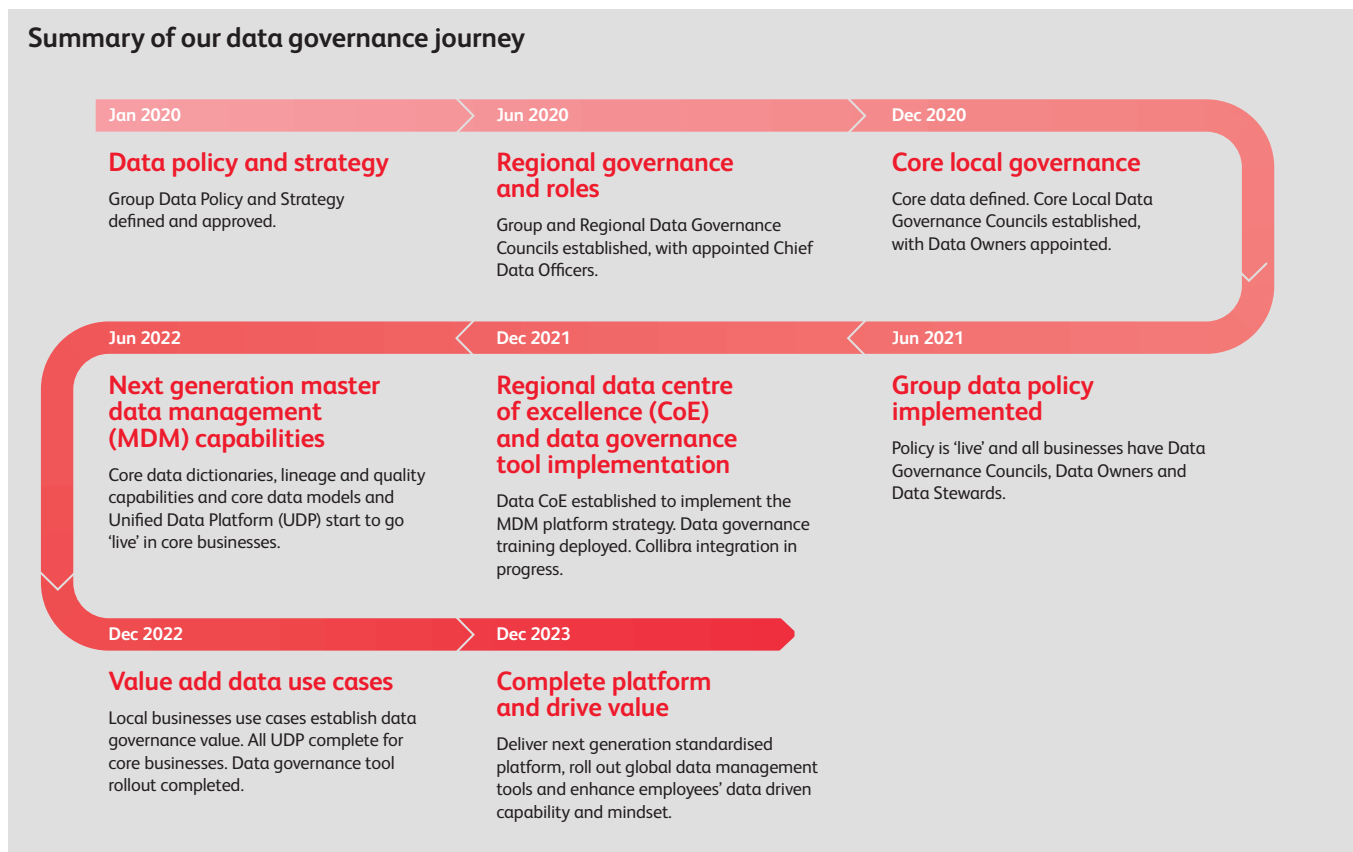 Summary of our data governance journey
Jan 2020
Data policy and strategy
Group Data Policy and Strategy
defined and approved.
Jun 2020
Regional governance
and roles
Group and Regional Data Governance
Councils established, with appointed Chief
Data Officers.
Dec 2020
Core local governance
Core data defined. Core Local Data
Governance Councils established,
with Data Owners appointed.
Jun 2021
Group data policy
implemented
Policy is ‘live’ and all businesses have Data
Governance Councils, Data Owners and
Data Stewards.
Dec 2021
Regional data centre
of excellence (CoE)
and data governance
tool implementation
Data CoE established to implement the
MDM platform strategy. Data governance
training deployed. Collibra integration in
progress.
Jun 2022
Next generation master
data management
(MDM) capabilities
Core data dictionaries, lineage and quality
capabilities and core data models and
Unified Data Platform (UDP) start to go
‘live’ in core businesses.
Dec 2022
Value add data use cases
Local businesses use cases establish data
governance value. All UDP complete for
core businesses. Data governance tool
rollout completed.
Dec 2023
Complete platform
and drive value
Deliver next generation standardised
platform, roll out global data management
tools and enhance employees’ data driven
capability and mindset.